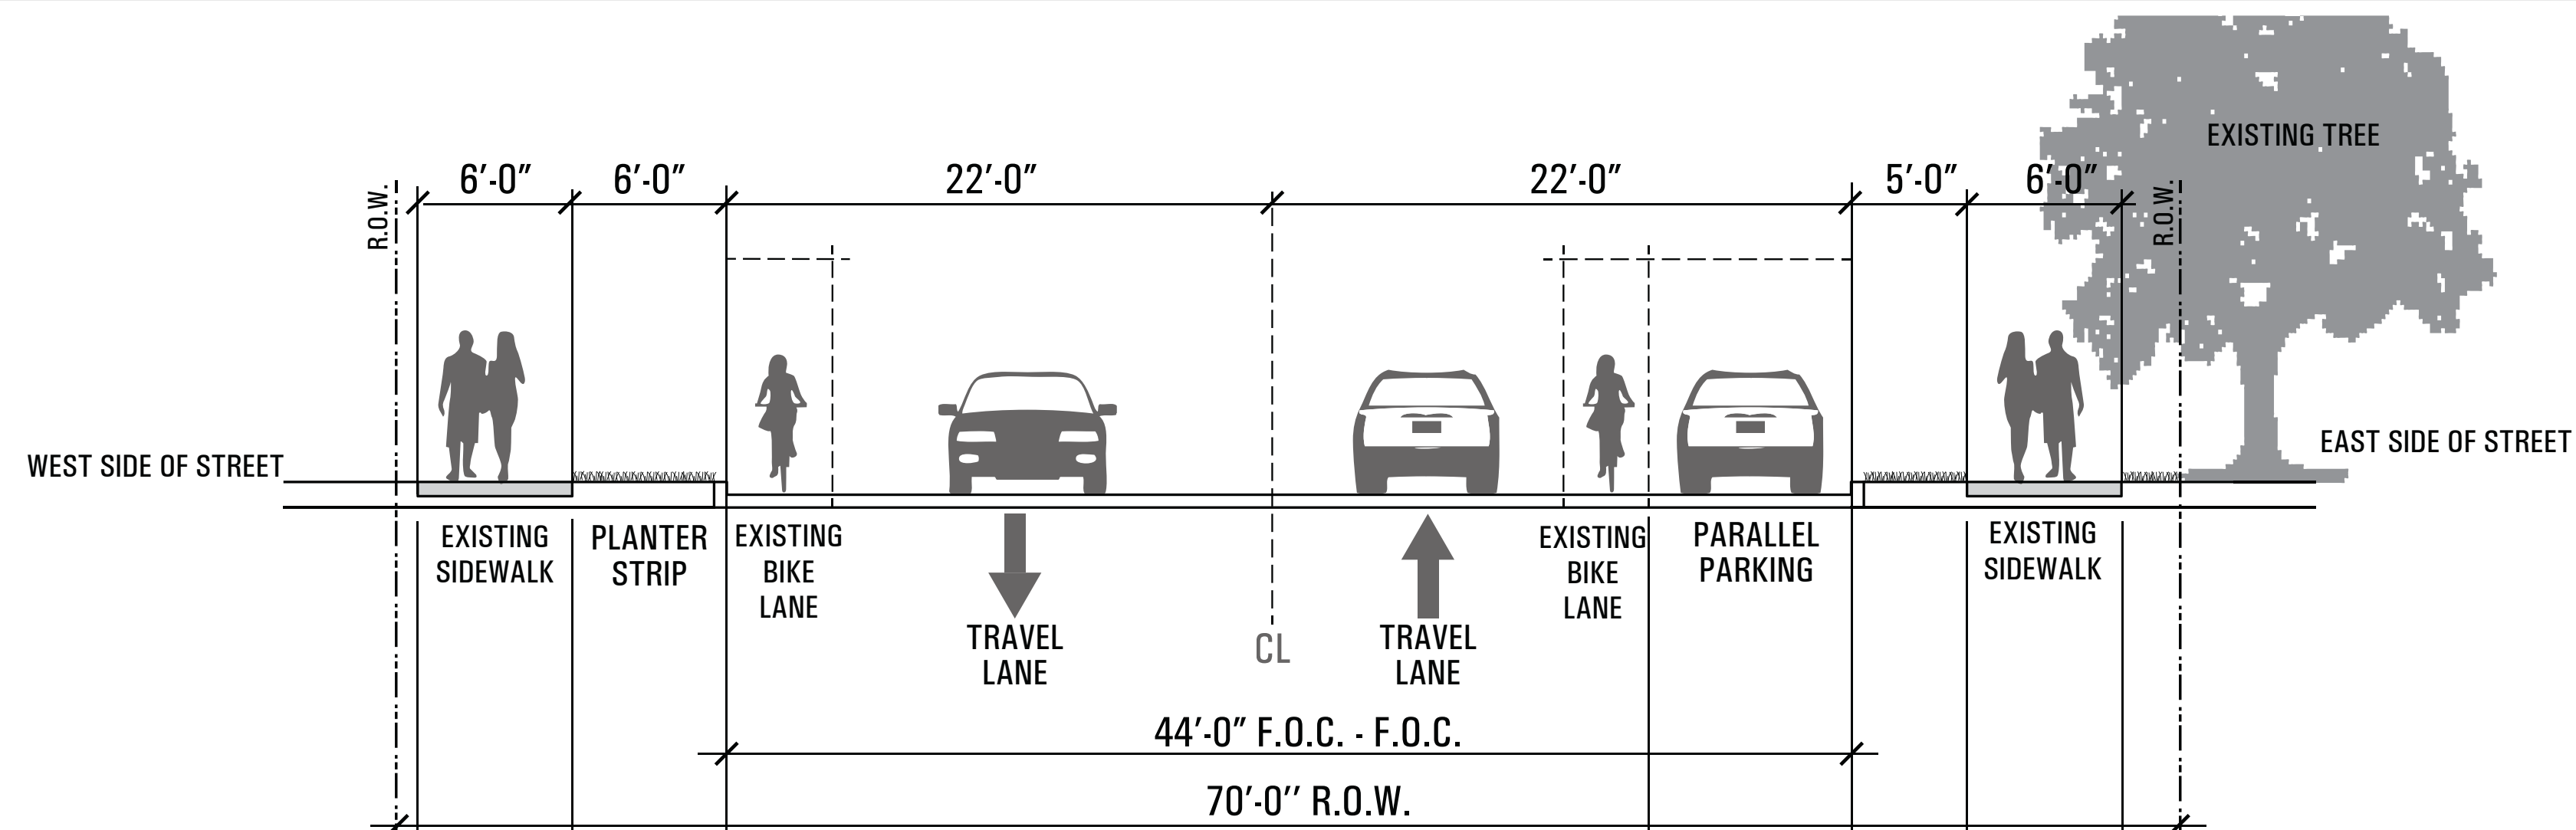 EXISTING TREE
6'-0"
6'-0"
22'-0"
22'-0"
5'-0"
6'-0"
R.O.W.
R.O.W.
WEST SIDE OF STREET
EAST SIDE OF STREET
EXISTING
SIDEWALK
PLANTER
STRIP
EXISTING
BIKE
LANE
TRAVEL
LANE
CL
TRAVEL
LANE
EXISTING
BIKE
LANE
PARALLEL
PARKING
EXISTING
SIDEWALK
44'-0" F.O.C. - F.O.C.
70'-0'' R.O.W.